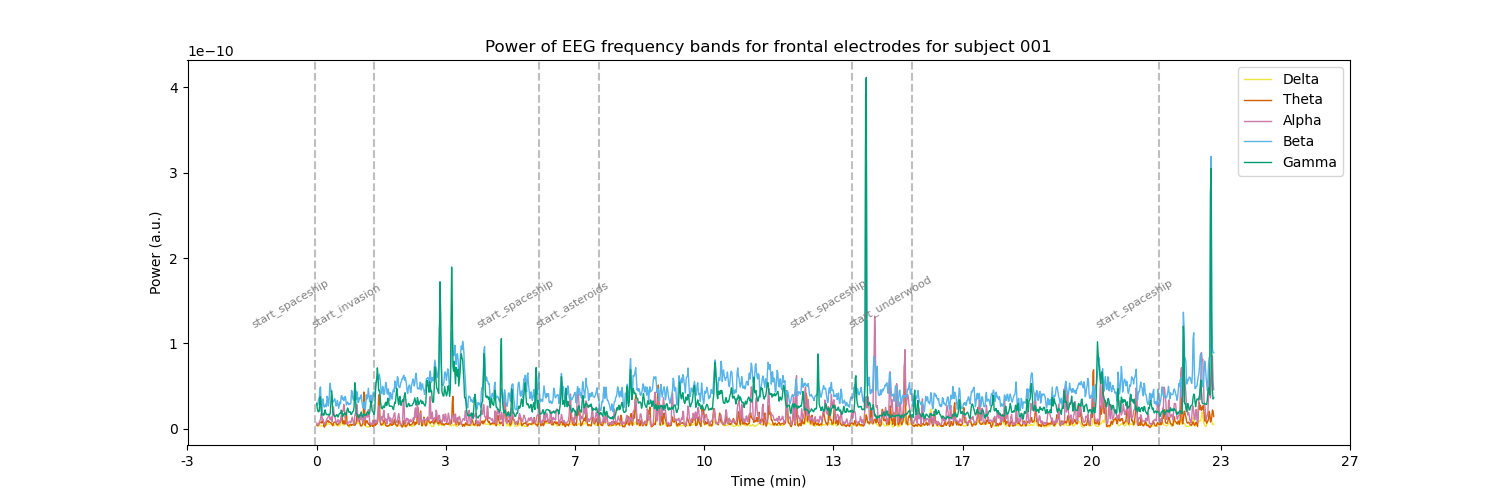 Power of EEG frequency bands for frontal electrodes for subject 001
1e−10
Delta
Theta
Alpha
Beta
Gamma
4
3
2
1
0
Power (a.u.)
start_spaceship
start_invasion
start_spaceship
start_asteroids
start_spaceship
start_underwood
start_spaceship
-3
0
3
7
10
13
17
20
23
27
Time (min)